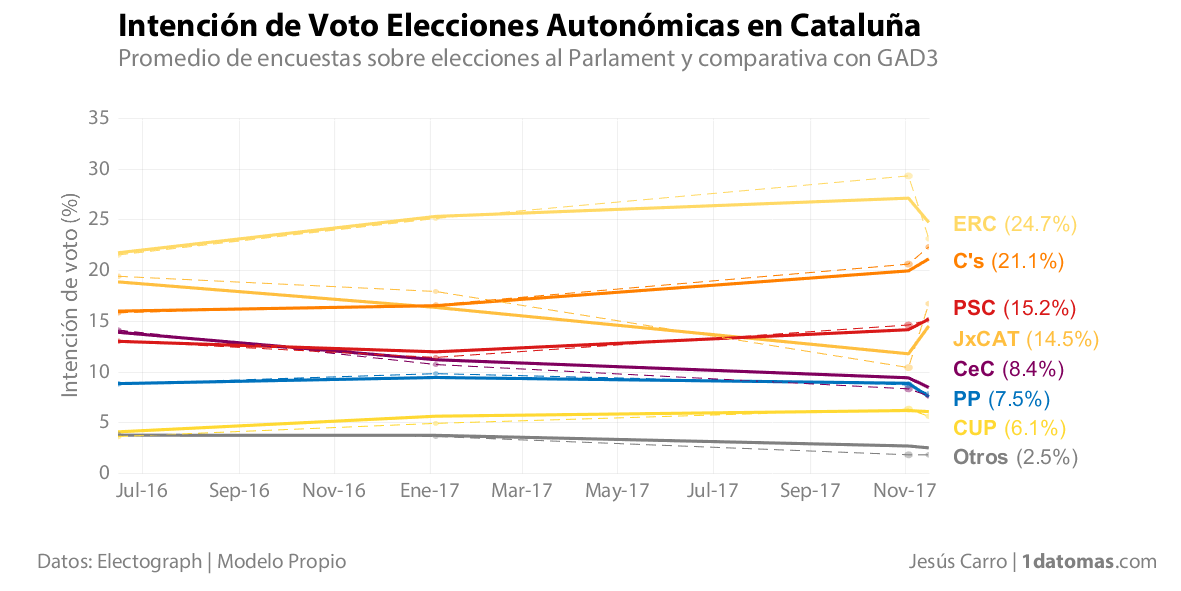 Intención de Voto Elecciones Autonómicas en Cataluña
Promedio de encuestas sobre elecciones al Parlament y comparativa con GAD3
Intención de voto (%)
35
30
25
20
15
10
5
0
Jul-16 Sep-16 Nov-16 Ene-17 Mar-17 May-17 Jul-17 Sep-17 Nov-17
ERC (24.7%)
C's (21.1%)
PSC (15.2%)
JxCAT (14.5%)
CeC (8.4%)
PP (7.5%)
CUP (6.1%)
Otros (2.5%)
Datos: Electograph | Modelo Propio
Jesús Carro | 1datomas.com